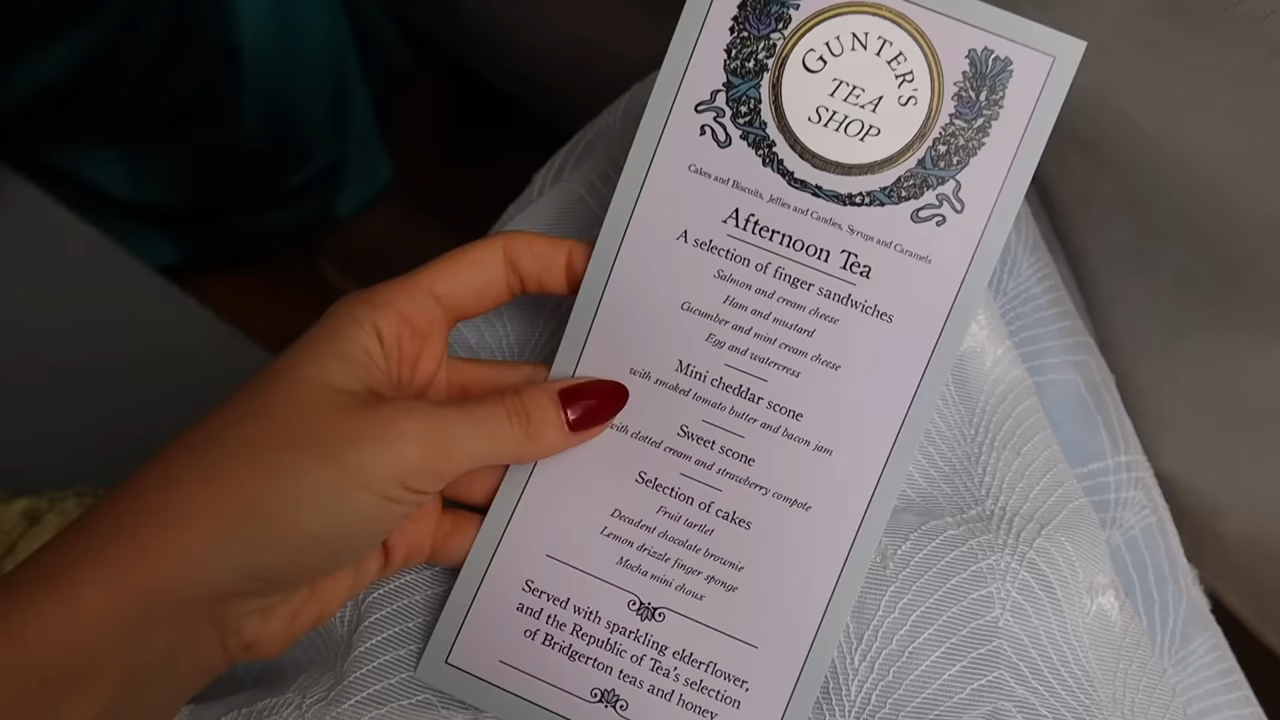 GUNTER'S
TEA
SHOP
Cakes and Biscuits, Jellies and Candies, Syrups and Caramels
Afternoon Tea
A selection of finger sandwiches
Salmon and cream cheese
Ham and mustard
Cucumber and mint cream cheese
Egg and watercress
Mini cheddar scone
with smoked tomato butter and bacon jam
Sweet scone
with clotted cream and strawberry compote
Selection of cakes
Fruit tartlet
Decadent chocolate brownie
Lemon drizzle finger sponge
Mocha mini choux
Served with sparkling elderflower,
and the Republic of Tea's selection
of Bridgerton teas and honey